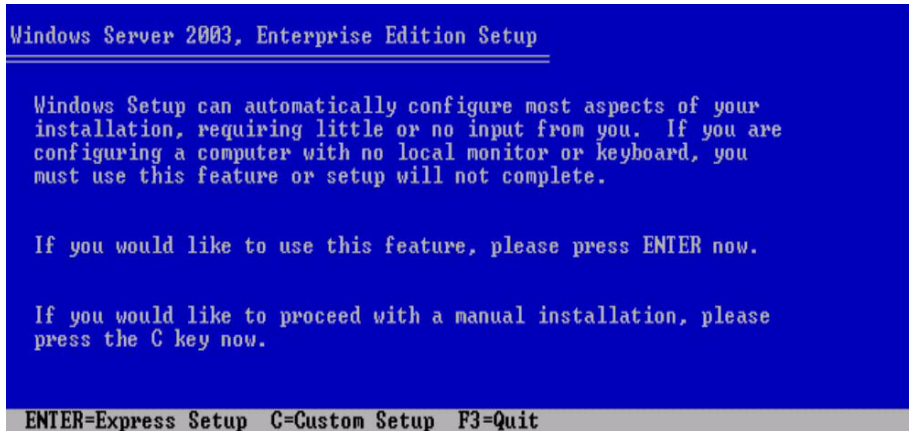 Windows Server 2003, Enterprise Edition Setup
Windows Setup can automatically configure most aspects of your
installation, requiring little or no input from you.  If you are
configuring a computer with no local monitor or keyboard, you
must use this feature or setup will not complete.
If you would like to use this feature, please press ENTER now.
If you would like to proceed with a manual installation, please
press the C key now.
ENTER=Express Setup  C=Custom Setup  F3=Quit